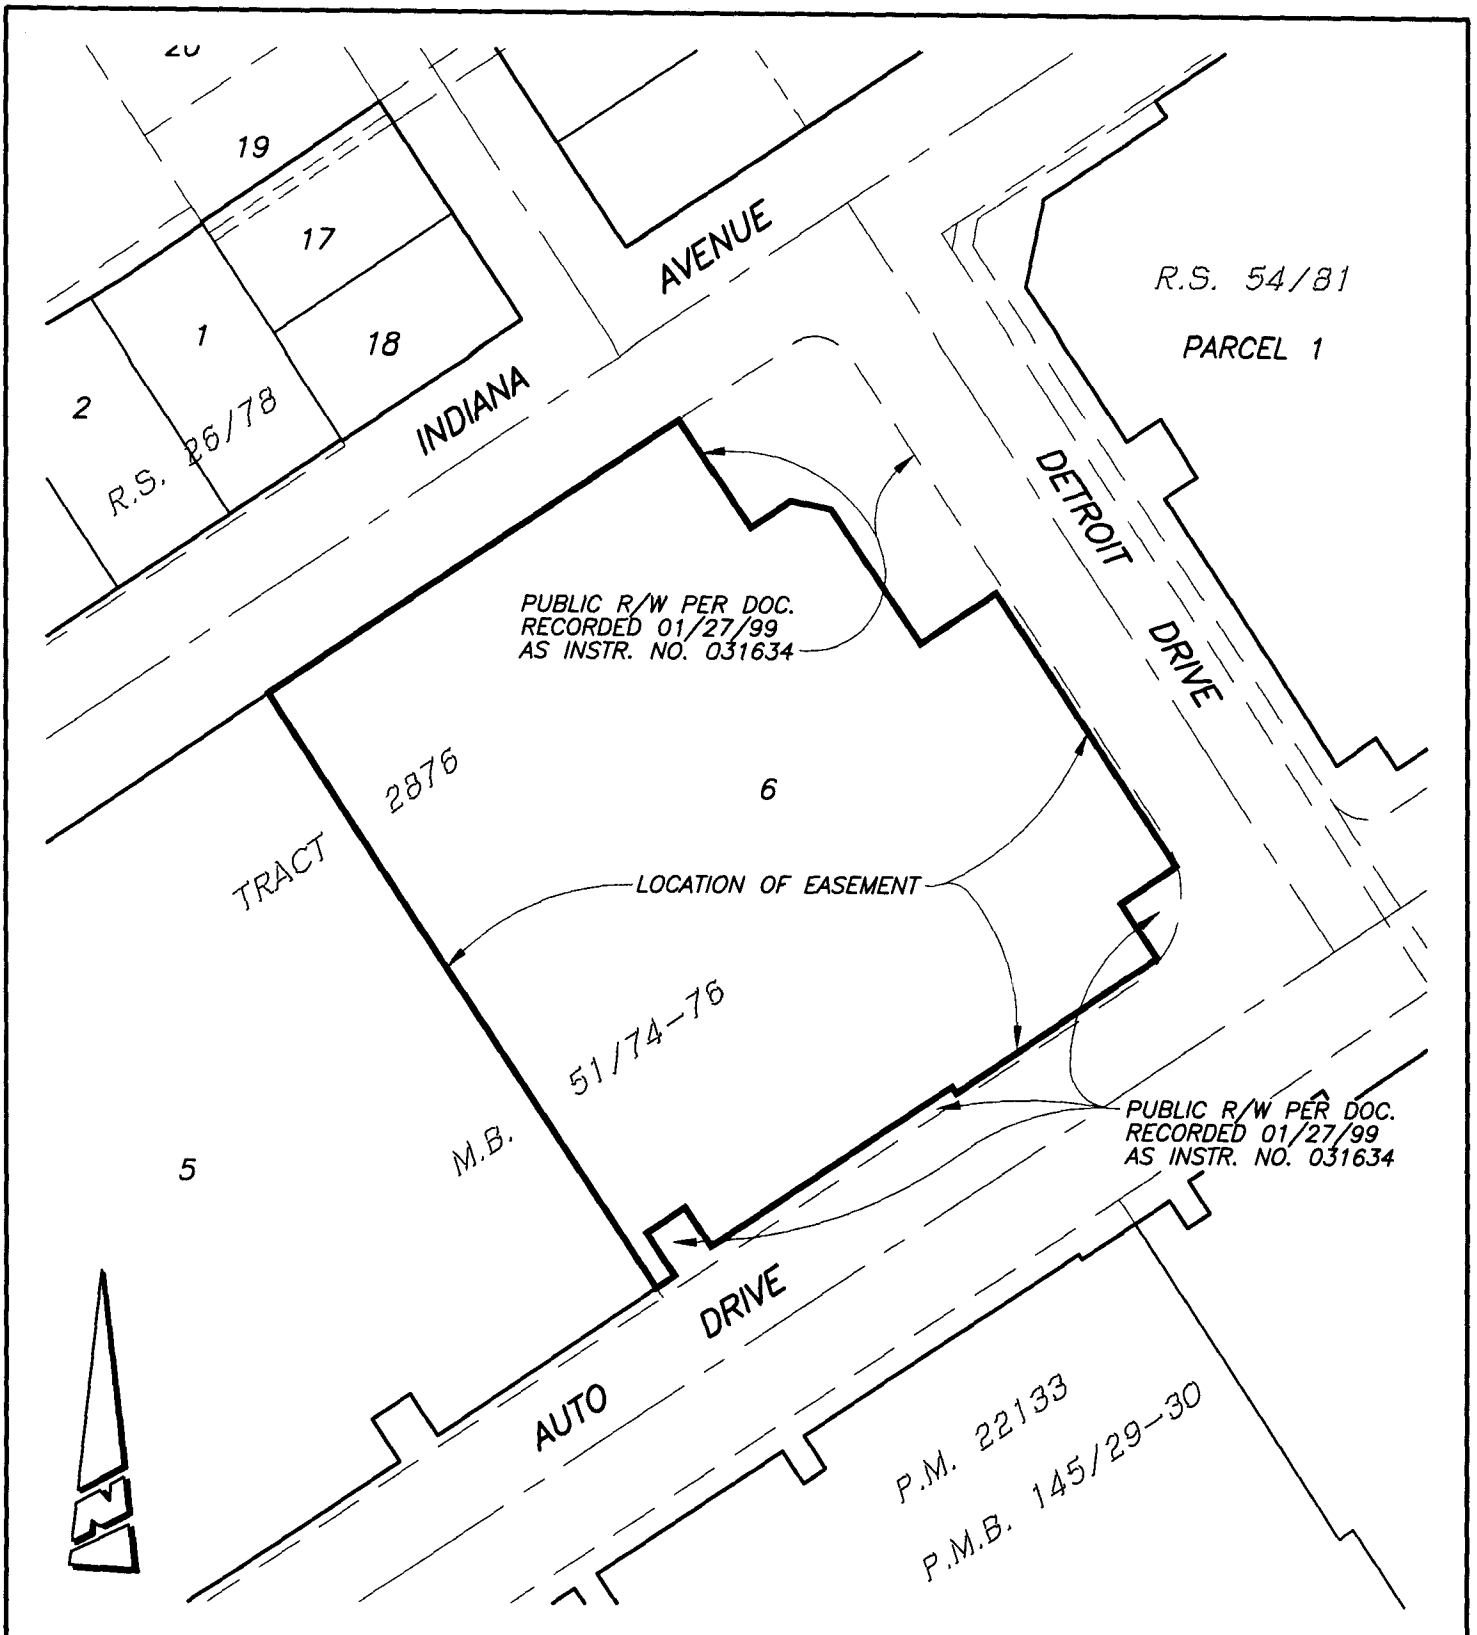 20
19
17
1
18
2
R.S. 26/78
INDIANA
AVENUE
R.S. 54/81
PARCEL 1
DETROIT
DRIVE
PUBLIC R/W PER DOC.
RECORDED 01/27/99
AS INSTR. NO. 031634
TRACT 2876
6
LOCATION OF EASEMENT
M.B. 51/74-76
5
PUBLIC R/W PER DOC.
RECORDED 01/27/99
AS INSTR. NO. 031634
AUTO
DRIVE
P.M. 22133
P.M.B. 145/29-30
N